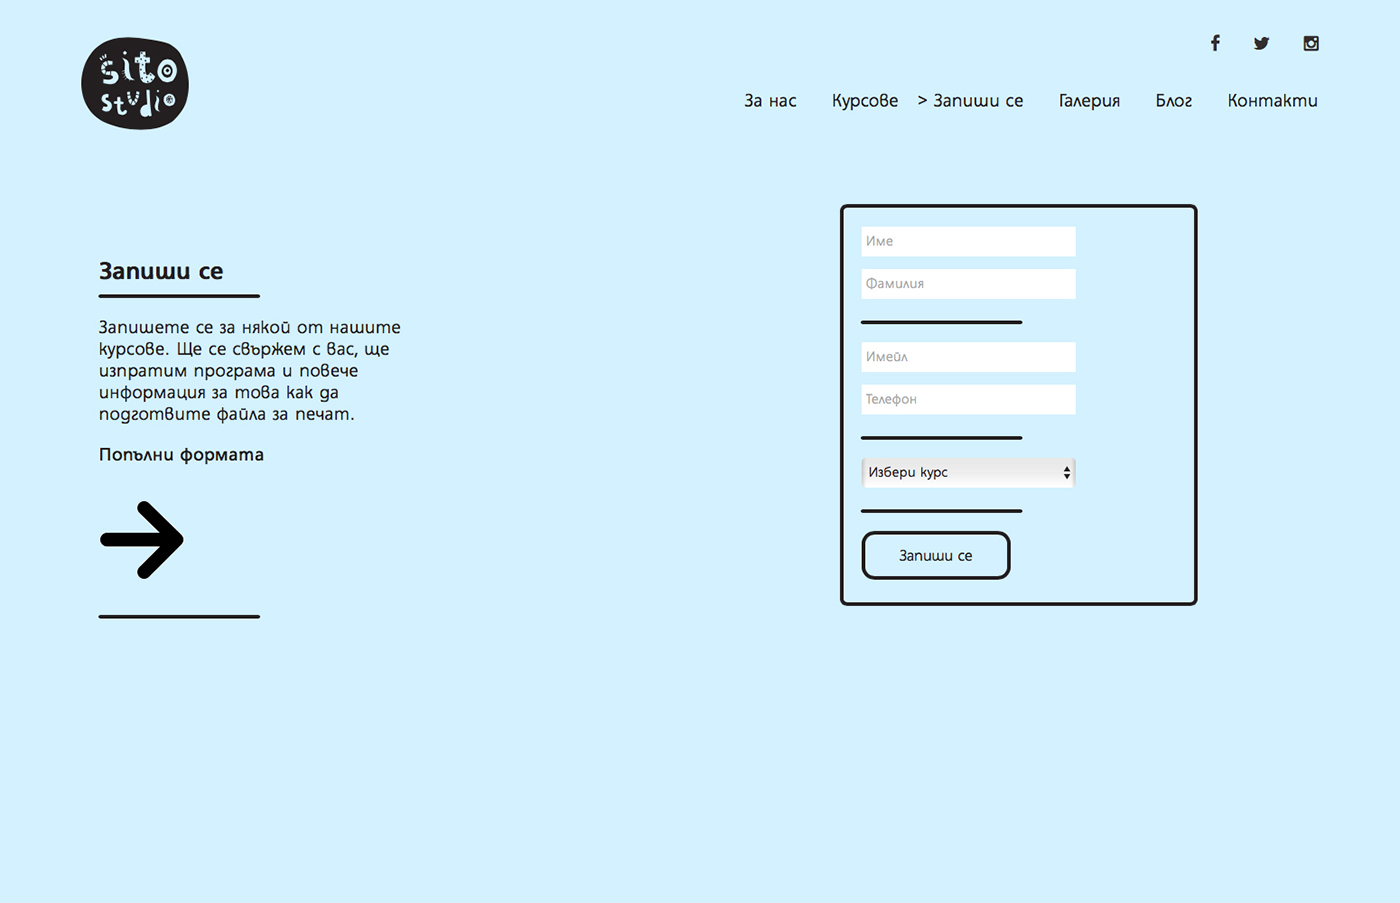 sito
studio
За нас Курсове > Запиши се Галерия Блог Контакти
Запиши се
Запишете се за някой от нашите
курсове. Ще се свържем с вас, ще
изпратим програма и повече
информация за това как да
подготвите файла за печат.
Попълни формата
Име
Фамилия
Имейл
Телефон
Избери курс
Запиши се